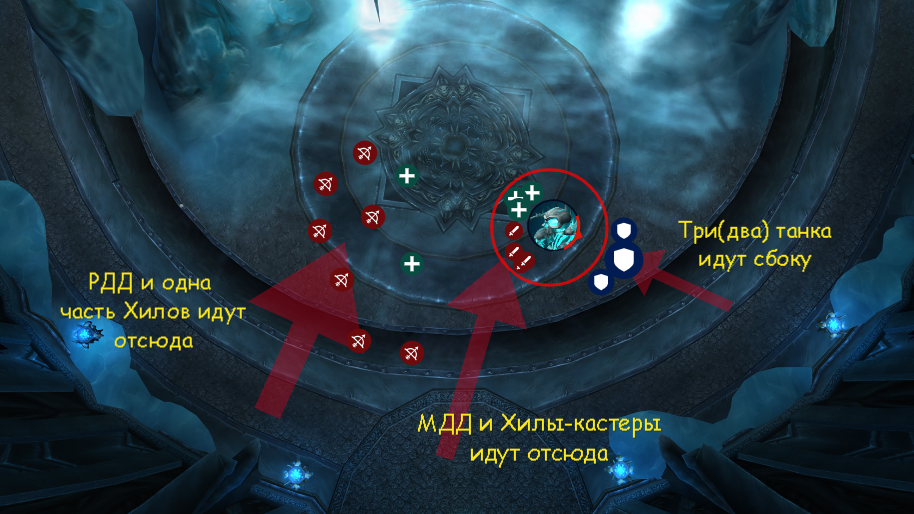 Три(два) танка
идут сбоку
РДД и одна
часть Хилов идут
отсюда
МДД и Хилы-кастеры
идут отсюда